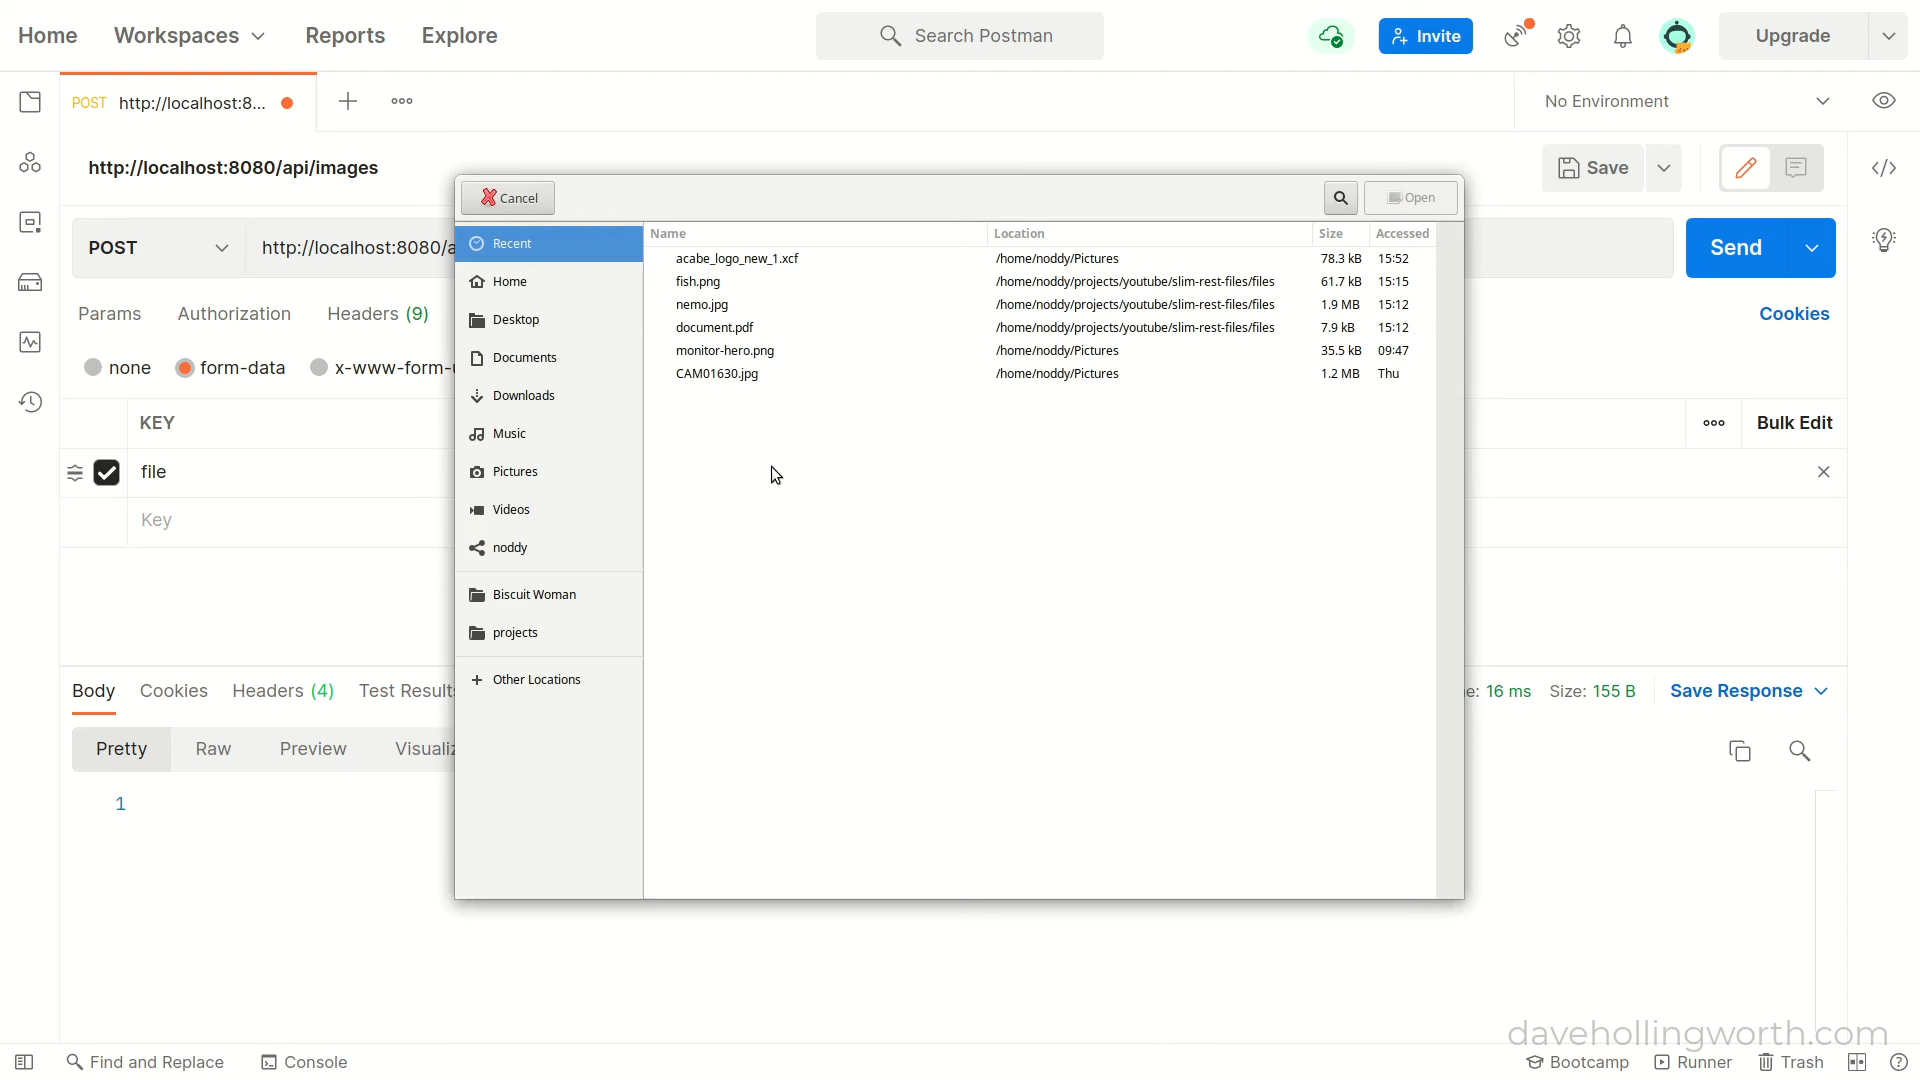 Home Workspaces Reports Explore Search Postman Invite Upgrade
POST http://localhost:8... No Environment
http://localhost:8080/api/images Save
Cancel Open
POST http://localhost:8080/a Send
Name Location Size Accessed
Recent
acabe_logo_new_1.xcf /home/noddy/Pictures 78.3 kB 15:52
Home
fish.png /home/noddy/projects/youtube/slim-rest-files/files 61.7 kB 15:15
nemo.jpg /home/noddy/projects/youtube/slim-rest-files/files 1.9 MB 15:12
Params Authorization Headers (9) Cookies
Desktop
document.pdf /home/noddy/projects/youtube/slim-rest-files/files 7.9 kB 15:12
monitor-hero.png /home/noddy/Pictures 35.5 kB 09:47
Documents
none form-data x-www-form-u
CAM01630.jpg /home/noddy/Pictures 1.2 MB Thu
Downloads
KEY Bulk Edit
Music
file
Pictures
Videos
Key
noddy
Biscuit Woman
projects
Other Locations
Body Cookies Headers (4) Test Results e: 16 ms Size: 155 B Save Response
Pretty Raw Preview Visualiz
1
davehollingworth.com
Find and Replace Console Bootcamp Runner Trash